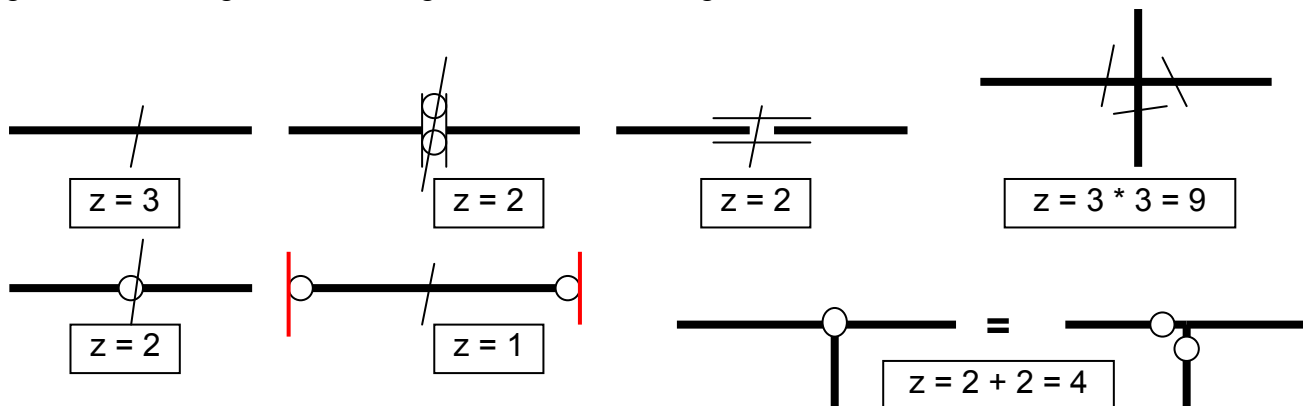 z = 3
z = 2
z = 2
z = 3 * 3 = 9
z = 2
z = 1
=
z = 2 + 2 = 4